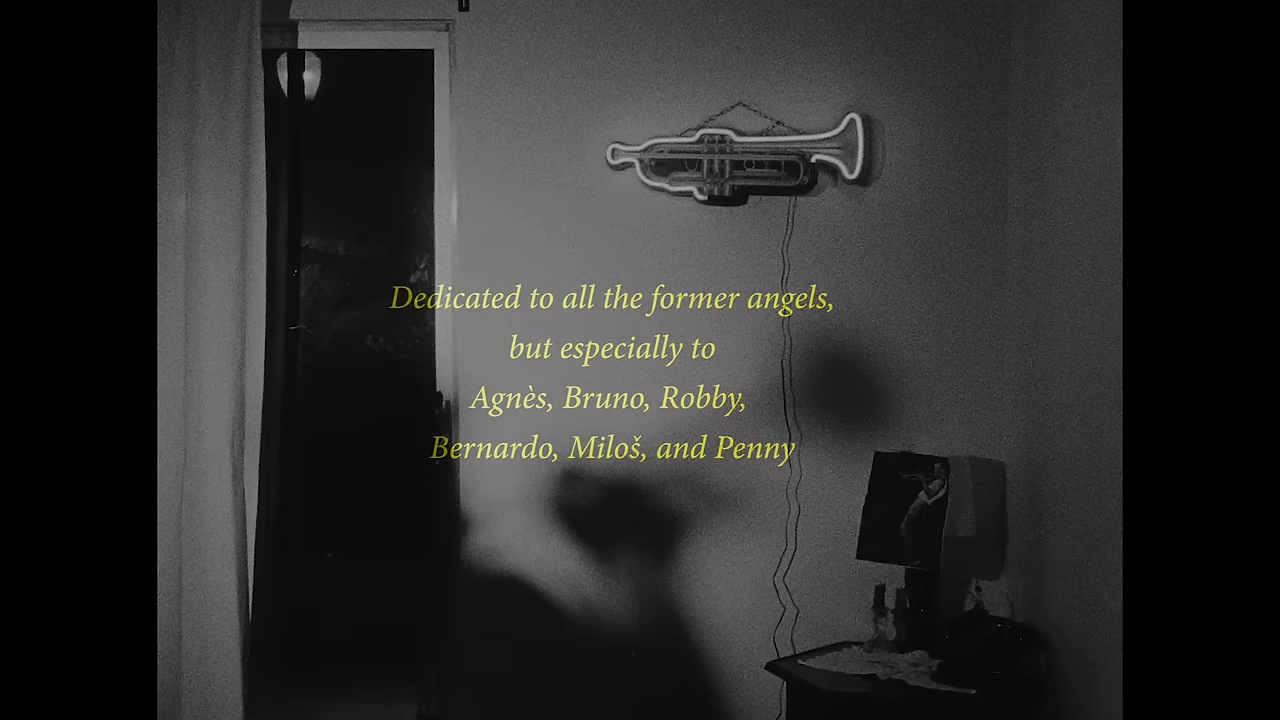 Dedicated to all the former angels,
but especially to
Agnès, Bruno, Robby,
Bernardo, Miloš, and Penny